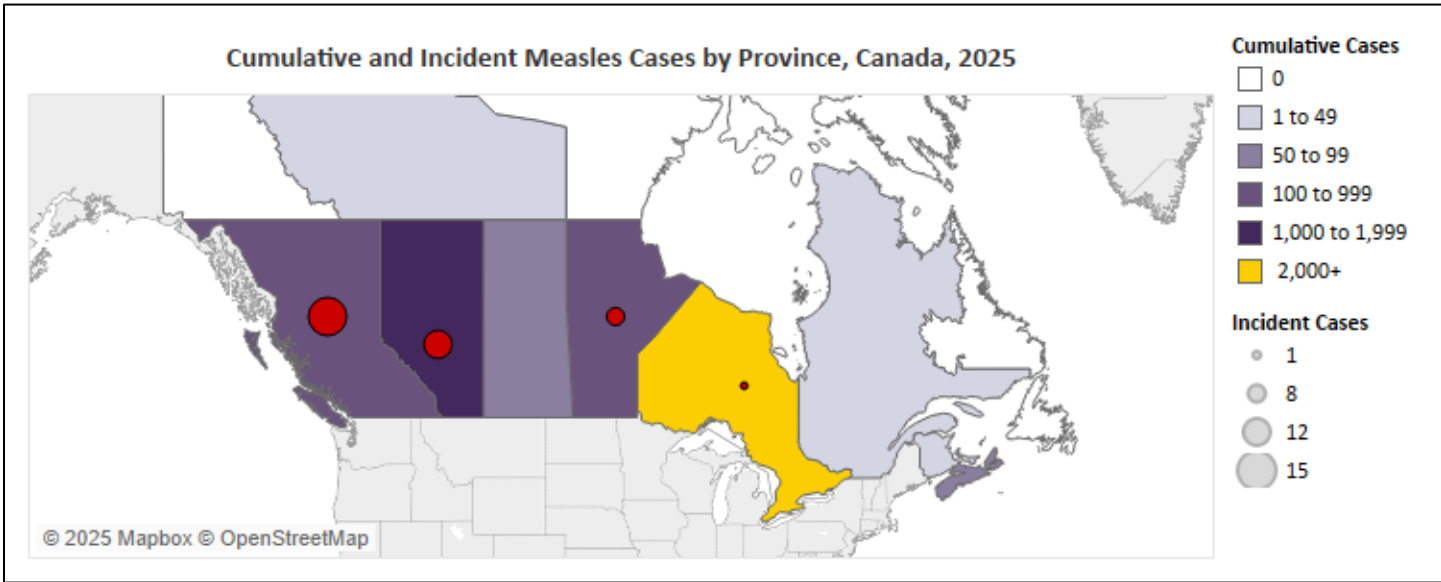 Cumulative and Incident Measles Cases by Province, Canada, 2025
Cumulative Cases
0
1 to 49
50 to 99
100 to 999
1,000 to 1,999
2,000+
Incident Cases
1
8
12
15
© 2025 Mapbox © OpenStreetMap